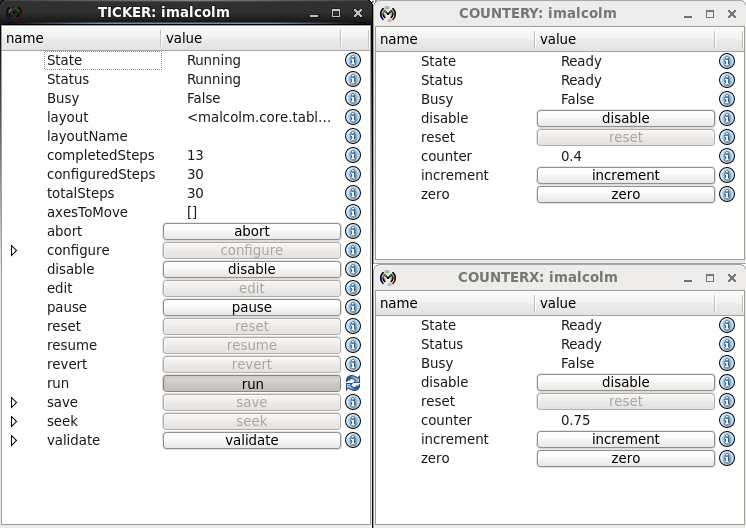 TICKER: imalcolm
name value
State Running
Status Running
Busy False
layout <malcolm.core.tabl...
layoutName
completedSteps 13
configuredSteps 30
totalSteps 30
axesToMove []
abort abort
configure configure
disable disable
edit edit
pause pause
reset reset
resume resume
revert revert
run run
save save
seek seek
validate validate
COUNTERY: imalcolm
name value
State Ready
Status Ready
Busy False
disable disable
reset reset
counter 0.4
increment increment
zero zero
COUNTERX: imalcolm
name value
State Ready
Status Ready
Busy False
disable disable
reset reset
counter 0.75
increment increment
zero zero